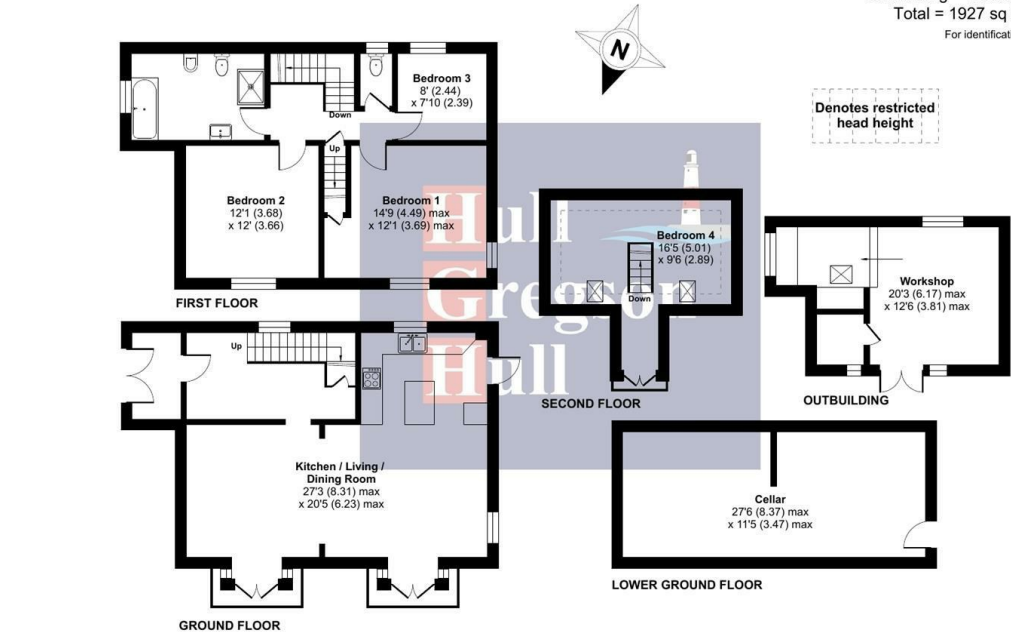 Total = 1927 sq
For identificati
N
Denotes restricted
head height
Bedroom 3
8' (2.44)
x 7'10 (2.39)
Down
Up
Bedroom 2
12'1 (3.68)
x 12' (3.66)
Bedroom 1
14'9 (4.49) max
x 12'1 (3.69) max
FIRST FLOOR
Hull
Gregson
Hull
Bedroom 4
16'5 (5.01)
x 9'6 (2.89)
Down
SECOND FLOOR
Workshop
20'3 (6.17) max
x 12'6 (3.81) max
OUTBUILDING
Up
Kitchen / Living /
Dining Room
27'3 (8.31) max
x 20'5 (6.23) max
GROUND FLOOR
Cellar
27'6 (8.37) max
x 11'5 (3.47) max
LOWER GROUND FLOOR